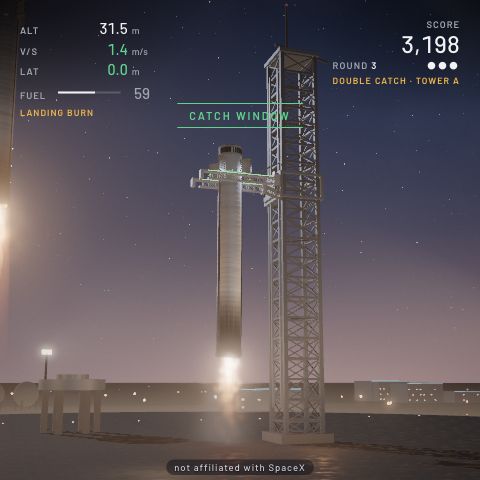 ALT 31.5 m
V/S 1.4 m/s
LAT 0.0 m
FUEL 59
LANDING BURN
SCORE
3,198
ROUND 3
DOUBLE CATCH · TOWER A
CATCH WINDOW
not affiliated with SpaceX